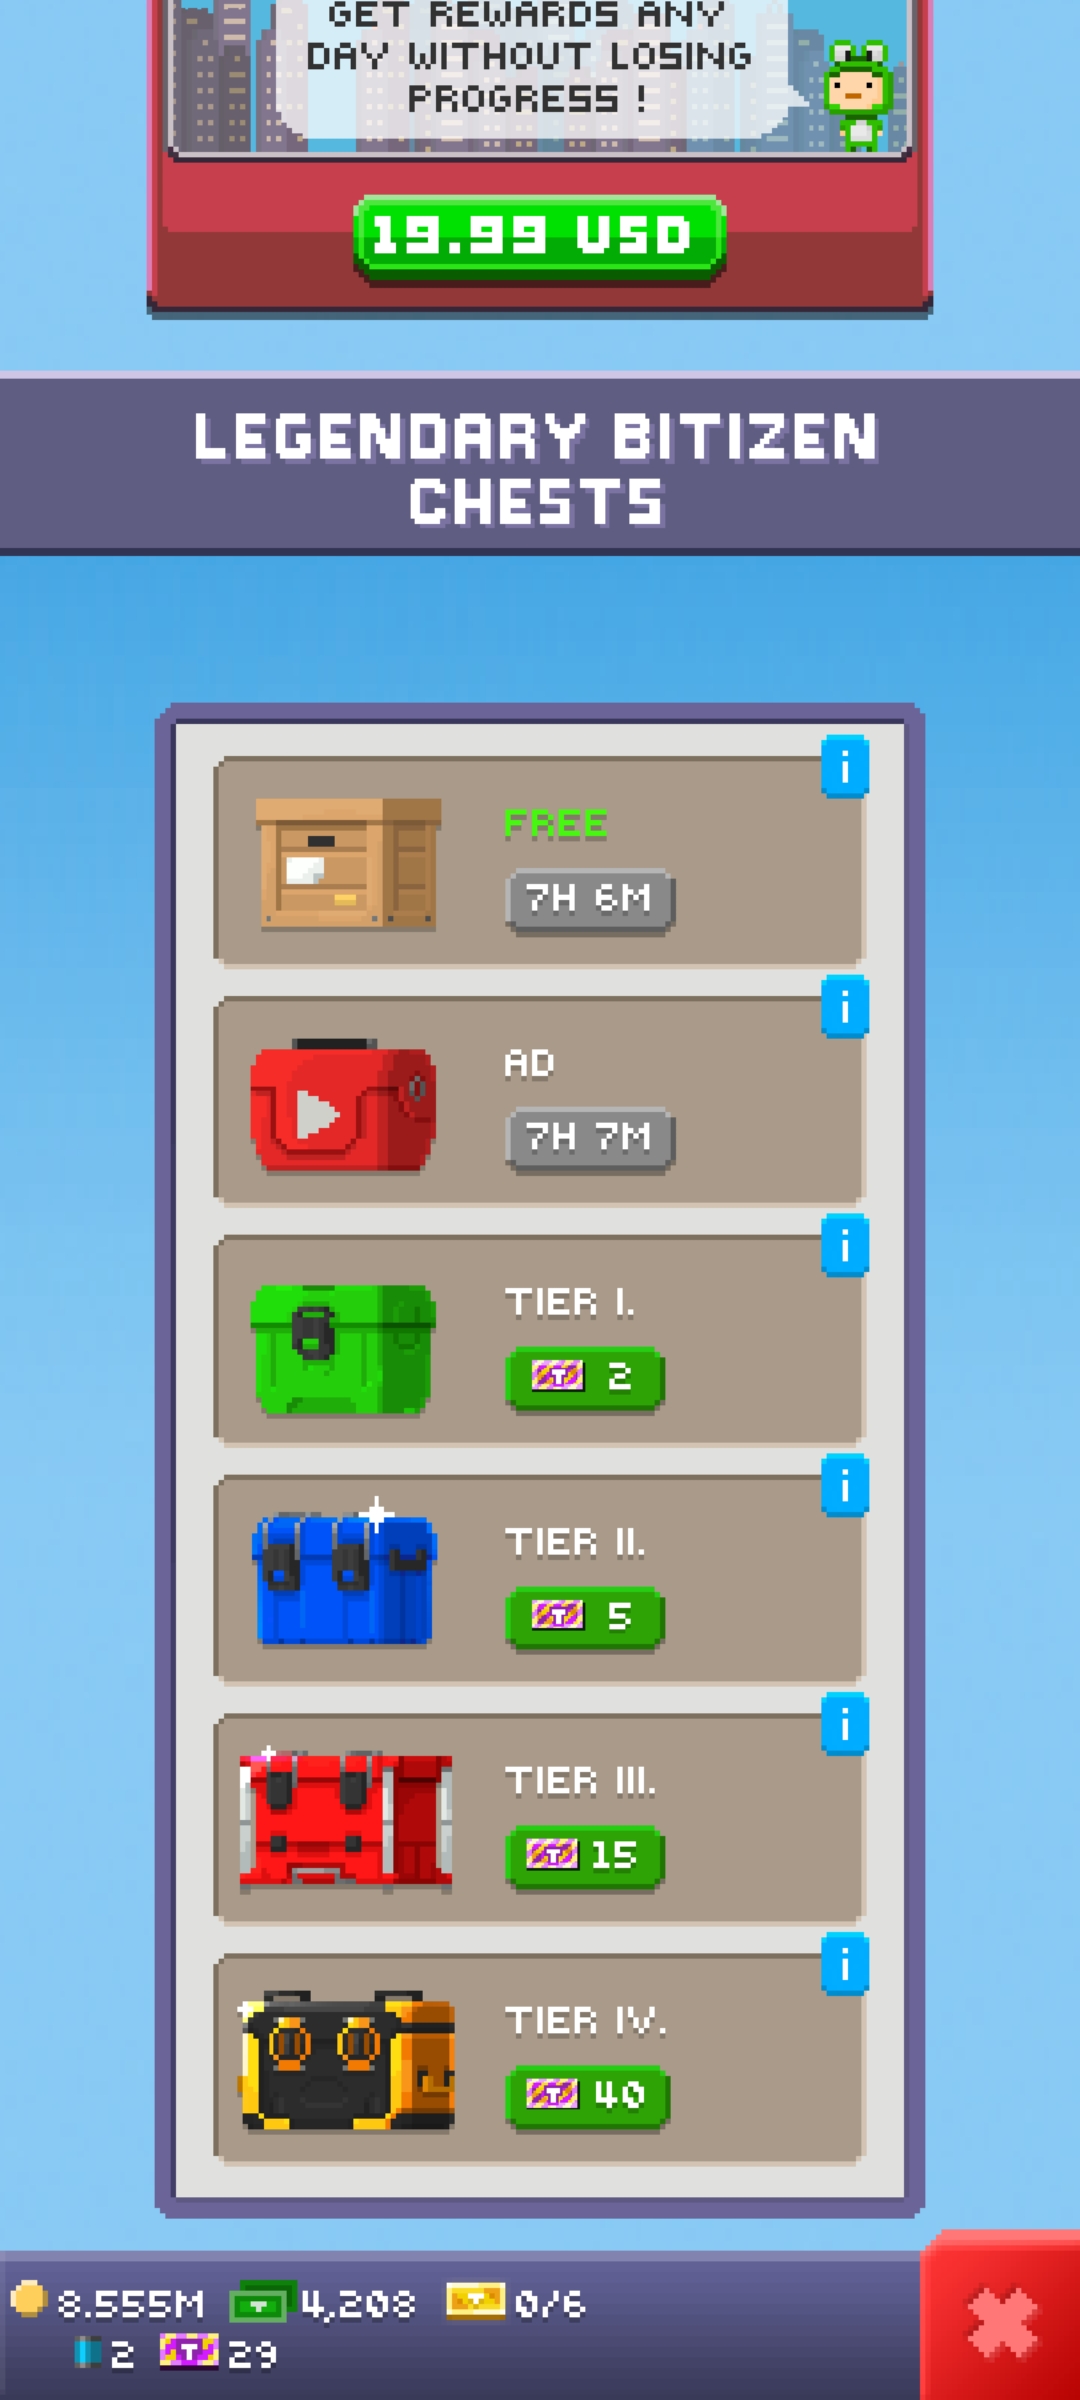 GET REWARDS ANY
DAY WITHOUT LOSING
PROGRESS !
19.99 USD
LEGENDARY BITIZEN
CHESTS
i
FREE
7H 6M
i
AD
7H 7M
i
TIER I.
T 2
i
TIER II.
T 5
i
TIER III.
T 15
i
TIER IV.
T 40
8.555M 4,208 0/6
2 T 29